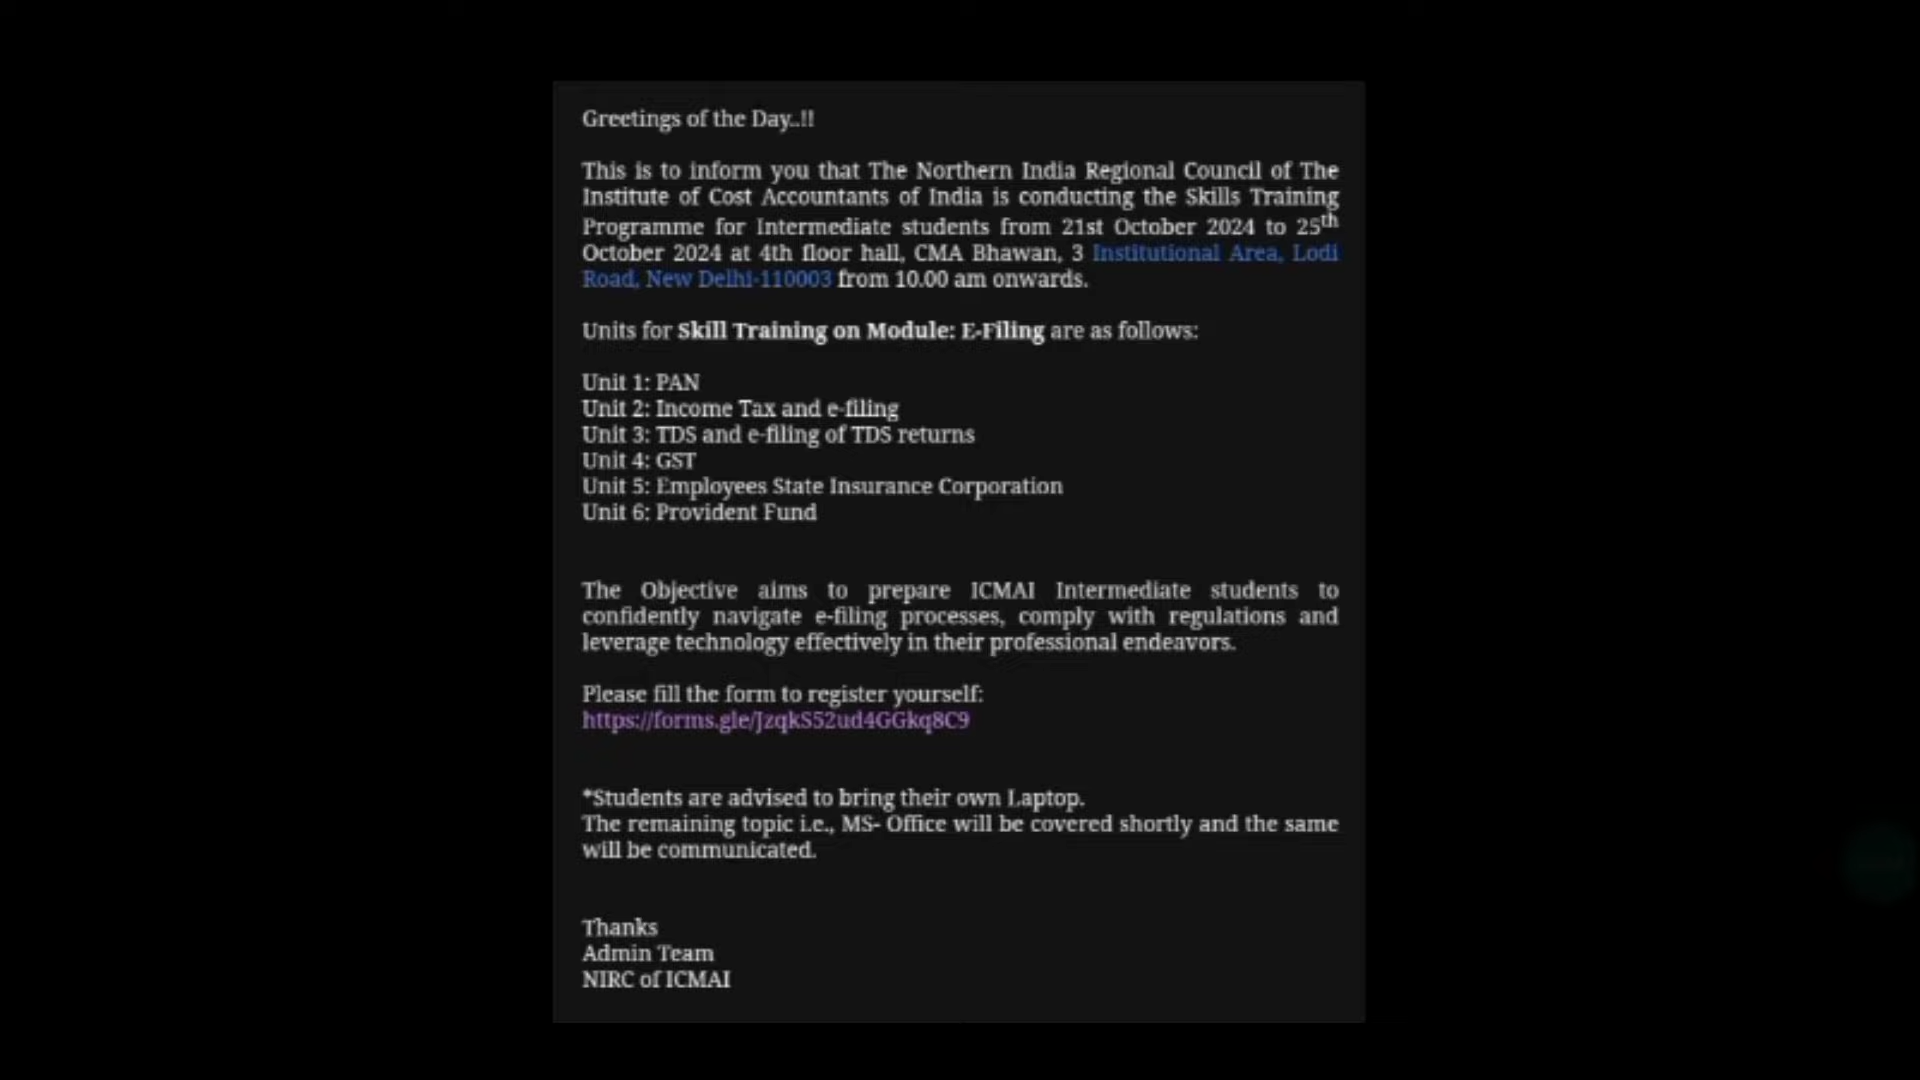 Greetings of the Day..!!
This is to inform you that The Northern India Regional Council of The
Institute of Cost Accountants of India is conducting the Skills Training
Programme for Intermediate students from 21st October 2024 to 25th
October 2024 at 4th floor hall, CMA Bhawan, 3 Institutional Area, Lodi
Road, New Delhi-110003 from 10.00 am onwards.
Units for Skill Training on Module: E-Filing are as follows:
Unit 1: PAN
Unit 2: Income Tax and e-filing
Unit 3: TDS and e-filing of TDS returns
Unit 4: GST
Unit 5: Employees State Insurance Corporation
Unit 6: Provident Fund
The Objective aims to prepare ICMAI Intermediate students to
confidently navigate e-filing processes, comply with regulations and
leverage technology effectively in their professional endeavors.
Please fill the form to register yourself:
https://forms.gle/JzqkS52ud4GGkq8C9
*Students are advised to bring their own Laptop.
The remaining topic i.e., MS- Office will be covered shortly and the same
will be communicated.
Thanks
Admin Team
NIRC of ICMAI